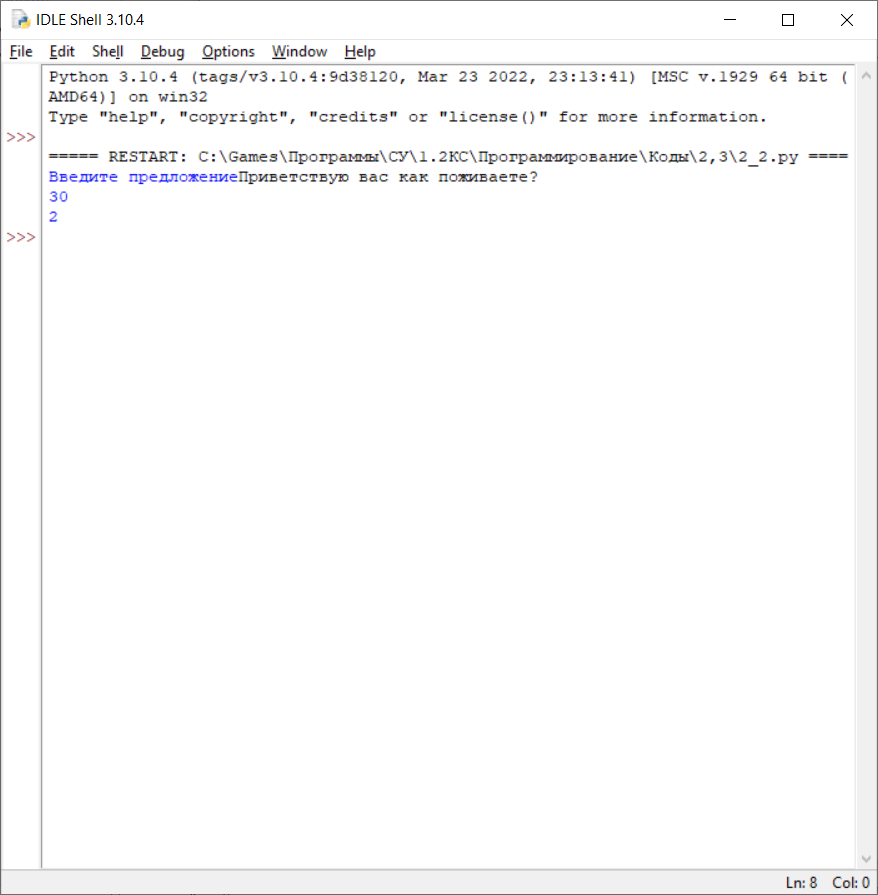 IDLE Shell 3.10.4
File Edit Shell Debug Options Window Help
Python 3.10.4 (tags/v3.10.4:9d38120, Mar 23 2022, 23:13:41) [MSC v.1929 64 bit (
AMD64)] on win32
Type "help", "copyright", "credits" or "license()" for more information.
>>>
===== RESTART: C:\Games\Программы\СУ\1.2КС\Программирование\Коды\2,3\2_2.py ====
Введите предложениеПриветствую вас как поживаете?
30
2
>>>
Ln: 8 Col: 0